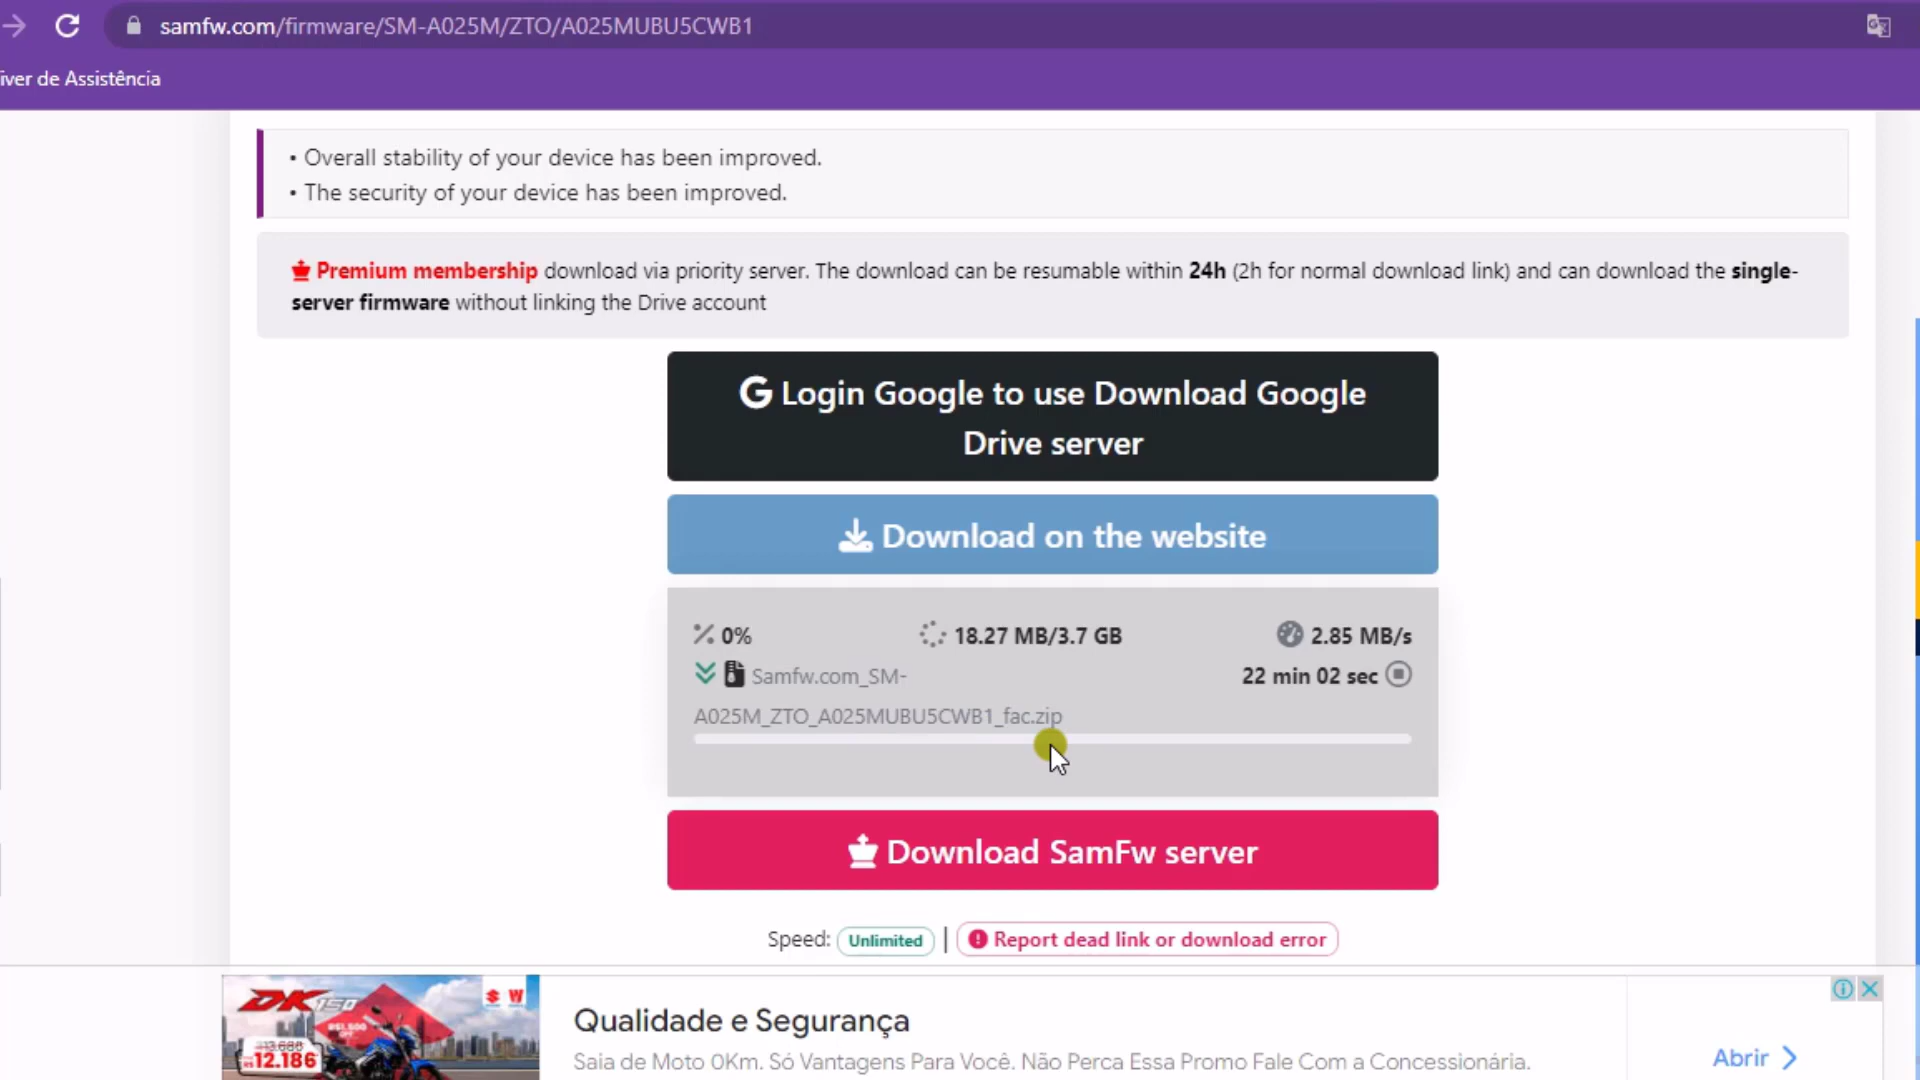 samfw.com/firmware/SM-A025M/ZTO/A025MUBU5CWB1
iver de Assistência
• Overall stability of your device has been improved.
• The security of your device has been improved.
Premium membership download via priority server. The download can be resumable within 24h (2h for normal download link) and can download the single-
server firmware without linking the Drive account
G Login Google to use Download Google
Drive server
Download on the website
% 0% 18.27 MB/3.7 GB 2.85 MB/s
Samfw.com_SM- 22 min 02 sec
A025M_ZTO_A025MUBU5CWB1_fac.zip
Download SamFw server
Speed: Unlimited | Report dead link or download error
DK150
R$1.500
13.686
12.186
Qualidade e Segurança
Saia de Moto 0Km. Só Vantagens Para Você. Não Perca Essa Promo Fale Com a Concessionária.
Abrir